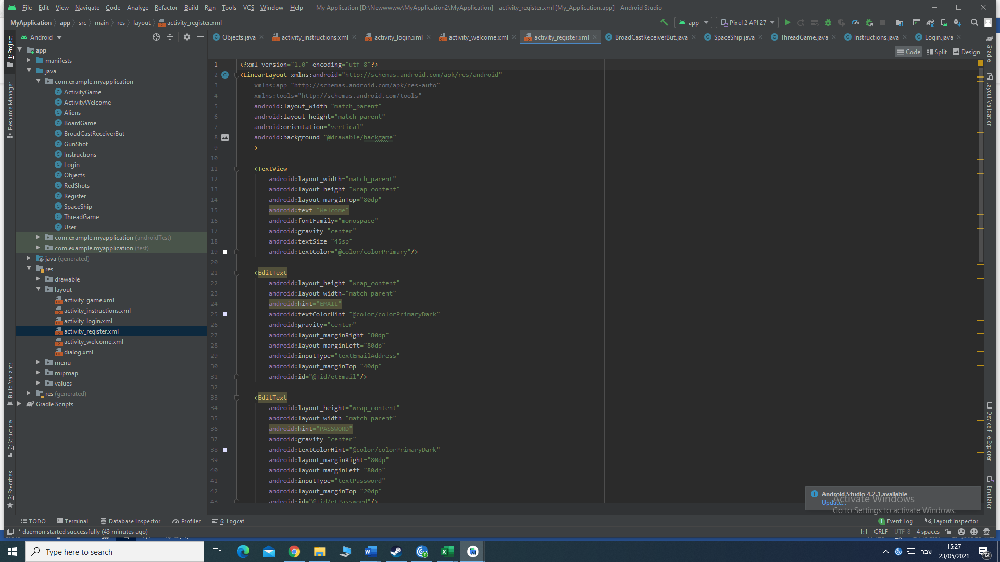 File Edit View Navigate Code Analyze Refactor Build Run Tools VCS Window Help My Application [D:\Newwwww\MyApplication2\MyApplication] - activity_register.xml [My_Application.app] - Android Studio
MyApplication app src main res layout activity_register.xml app Pixel 2 API 27
Android Objects.java activity_instructions.xml activity_login.xml activity_welcome.xml activity_register.xml BroadCastReceiverBut.java SpaceShip.java ThreadGame.java Instructions.java Login.java
Code Split Design
1: Project
Resource Manager
Build Variants
7: Structure
2: Favorites
app
manifests
java
com.example.myapplication
ActivityGame
ActivityWelcome
Aliens
BoardGame
BroadCastReceiverBut
GunShot
Instructions
Login
Objects
RedShots
Register
SpaceShip
ThreadGame
User
com.example.myapplication (androidTest)
com.example.myapplication (test)
java (generated)
res
drawable
layout
activity_game.xml
activity_instructions.xml
activity_login.xml
activity_register.xml
activity_welcome.xml
dialog.xml
menu
mipmap
values
res (generated)
Gradle Scripts
1 <?xml version="1.0" encoding="utf-8"?>
2 <LinearLayout xmlns:android="http://schemas.android.com/apk/res/android"
3 xmlns:app="http://schemas.android.com/apk/res-auto"
4 xmlns:tools="http://schemas.android.com/tools"
5 android:layout_width="match_parent"
6 android:layout_height="match_parent"
7 android:orientation="vertical"
8 android:background="@drawable/backgame"
9 >
10
11 <TextView
12 android:layout_width="match_parent"
13 android:layout_height="wrap_content"
14 android:layout_marginTop="80dp"
15 android:text="Welcome"
16 android:fontFamily="monospace"
17 android:gravity="center"
18 android:textSize="45sp"
19 android:textColor="@color/colorPrimary"/>
20
21 <EditText
22 android:layout_height="wrap_content"
23 android:layout_width="match_parent"
24 android:hint="EMAIL"
25 android:textColorHint="@color/colorPrimaryDark"
26 android:gravity="center"
27 android:layout_marginRight="80dp"
28 android:layout_marginLeft="80dp"
29 android:inputType="textEmailAddress"
30 android:layout_marginTop="40dp"
31 android:id="@+id/etEmail"/>
32
33 <EditText
34 android:layout_height="wrap_content"
35 android:layout_width="match_parent"
36 android:hint="PASSWORD"
37 android:gravity="center"
38 android:textColorHint="@color/colorPrimaryDark"
39 android:layout_marginRight="80dp"
40 android:layout_marginLeft="80dp"
41 android:inputType="textPassword"
42 android:layout_marginTop="20dp"
43 android:id="@+id/etPassword"/>
Gradle
Layout Validation
Device File Explorer
Emulator
Android Studio 4.2.1 available
Update...
Activate Windows
Go to Settings to activate Windows.
TODO Terminal Database Inspector Profiler 6: Logcat 1 Event Log Layout Inspector
* daemon started successfully (43 minutes ago) 1:1 CRLF UTF-8 4 spaces
Type here to search
עבר
15:27
23/05/2021
12